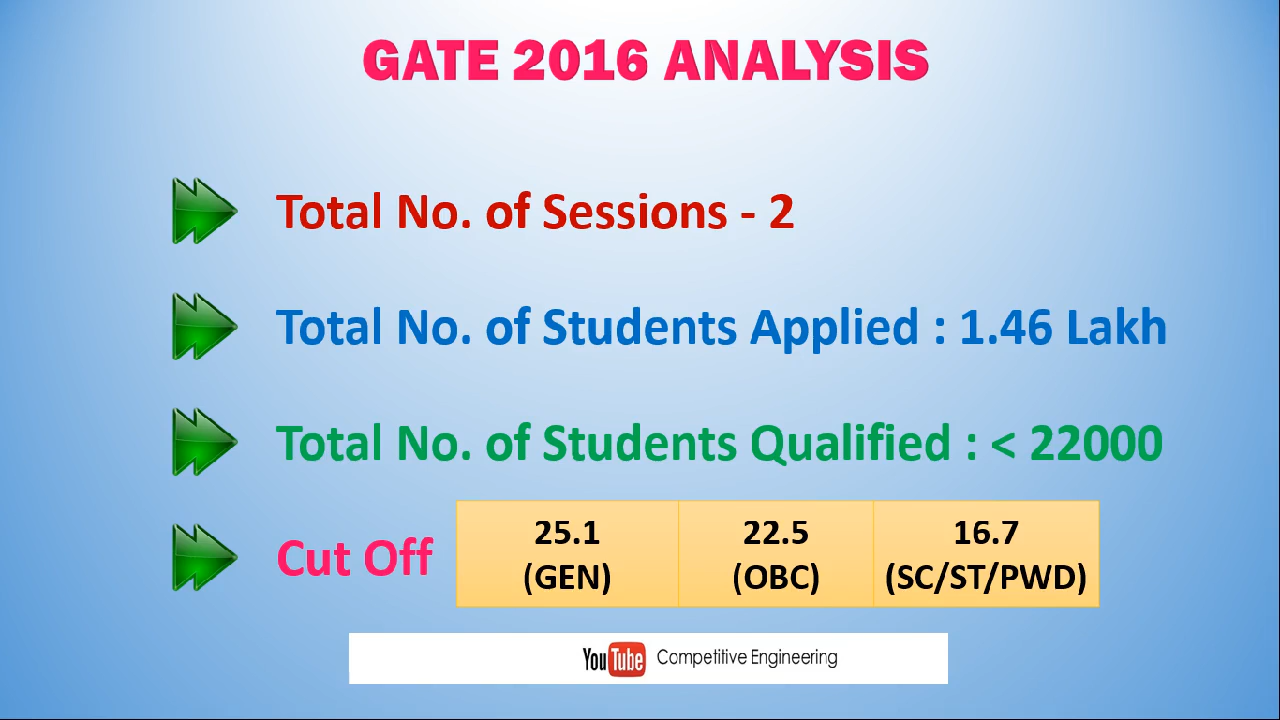 GATE 2016 ANALYSIS
Total No. of Sessions - 2
Total No. of Students Applied : 1.46 Lakh
Total No. of Students Qualified : < 22000
Cut Off
25.1
(GEN)
22.5
(OBC)
16.7
(SC/ST/PWD)
YouTube Competitive Engineering